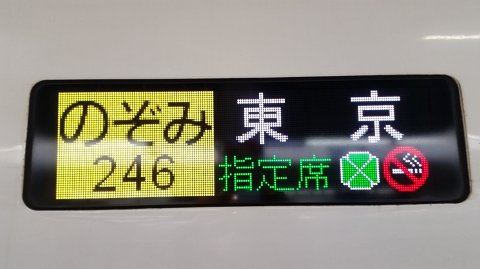 のぞみ 東京
246 指定席